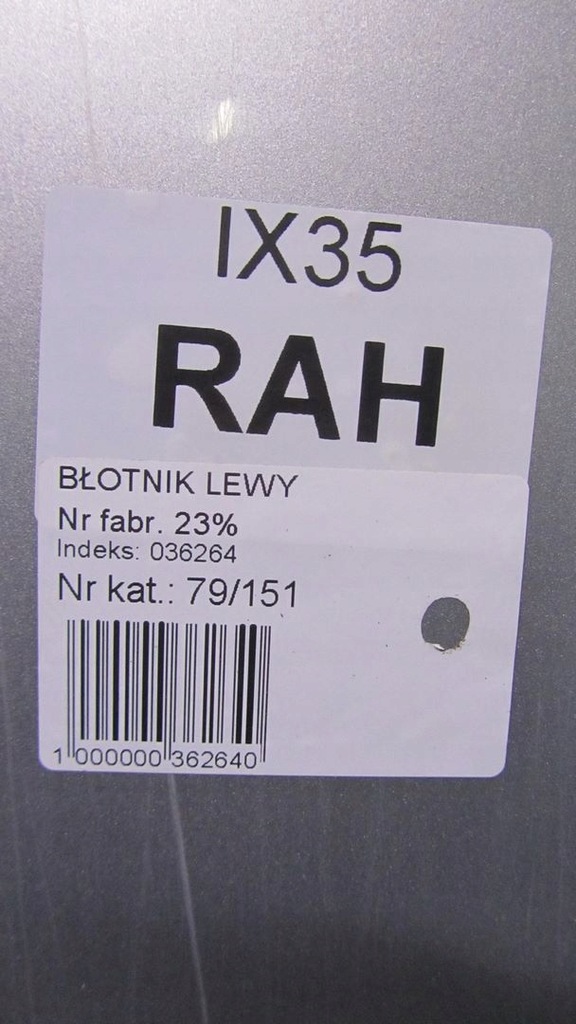 IX35
RAH
BŁOTNIK LEWY
Nr fabr. 23%
Indeks: 036264
Nr kat.: 79/151
1 000000 362640